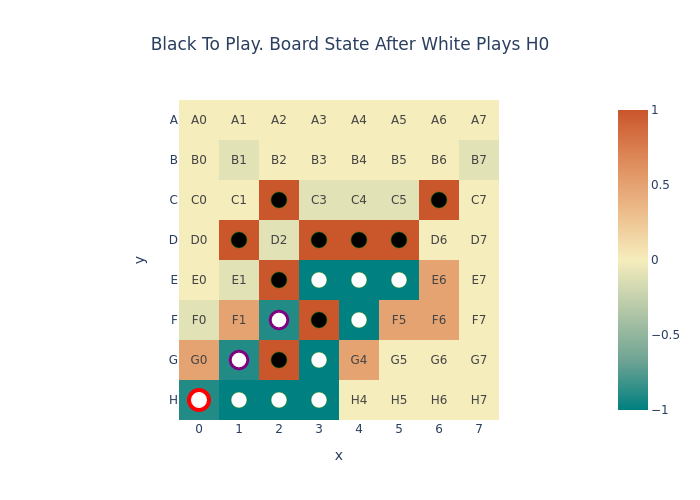 Black To Play. Board State After White Plays H0
A A0 A1 A2 A3 A4 A5 A6 A7
B B0 B1 B2 B3 B4 B5 B6 B7
C C0 C1 C3 C4 C5 C7
D D0 D2 D6 D7
E E0 E1 E6 E7
F F0 F1 F5 F6 F7
G G0 G4 G5 G6 G7
H H4 H5 H6 H7
0 1 2 3 4 5 6 7
x
y
1
0.5
0
−0.5
−1